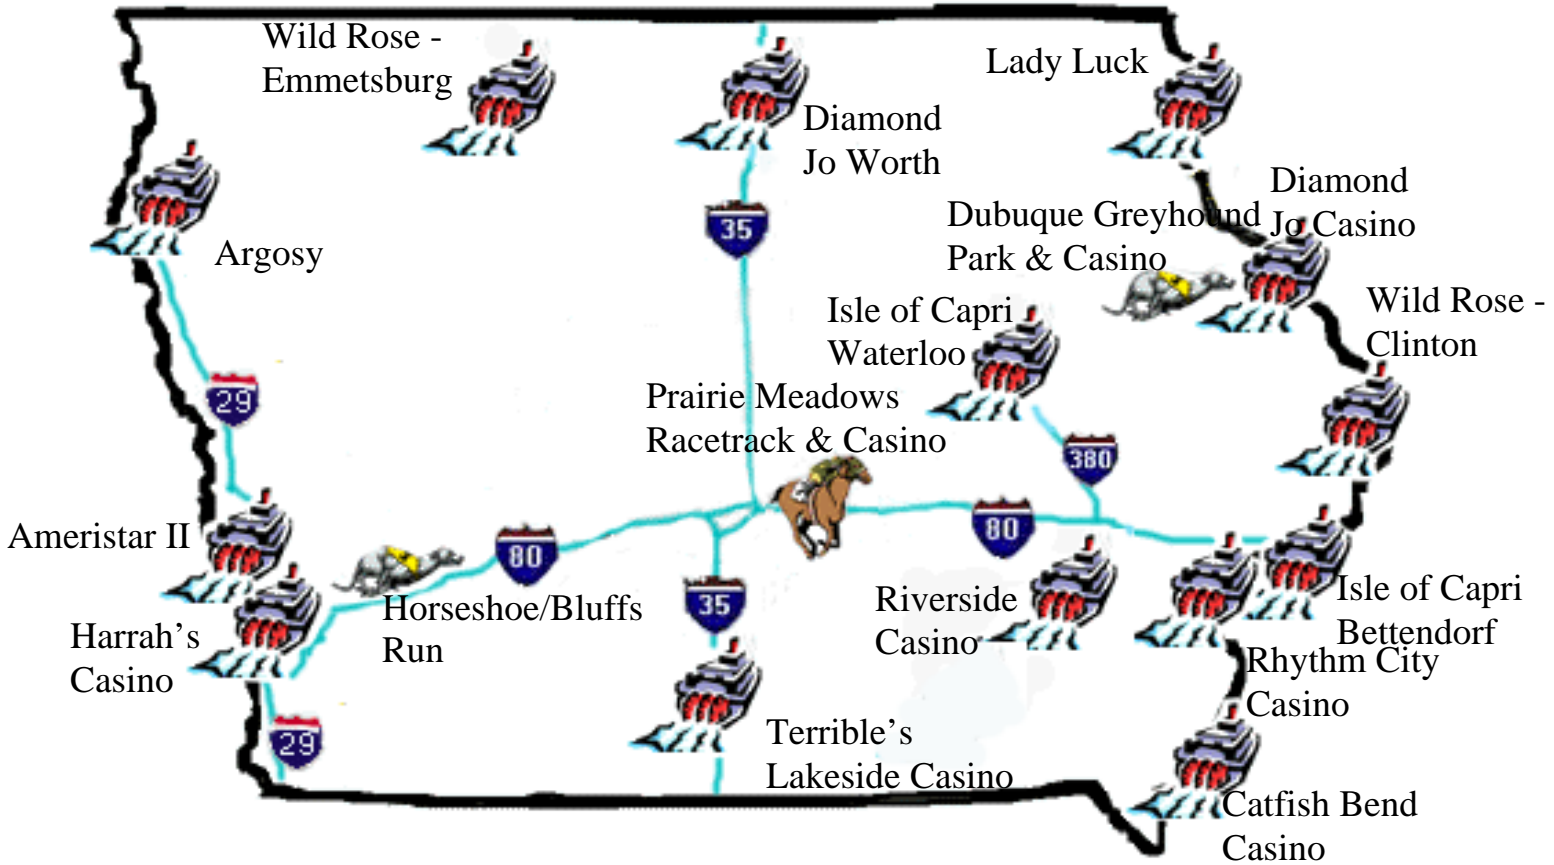 Wild Rose -
Emmetsburg
Lady Luck
Diamond
Jo Worth
Diamond
Jo Casino
Dubuque Greyhound
Park & Casino
35
Argosy
Wild Rose -
Clinton
Isle of Capri
Waterloo
29
Prairie Meadows
Racetrack & Casino
380
Ameristar II
80
80
Horseshoe/Bluffs
Run
35
Riverside
Casino
Isle of Capri
Bettendorf
Harrah’s
Casino
Rhythm City
Casino
29
Terrible’s
Lakeside Casino
Catfish Bend
Casino